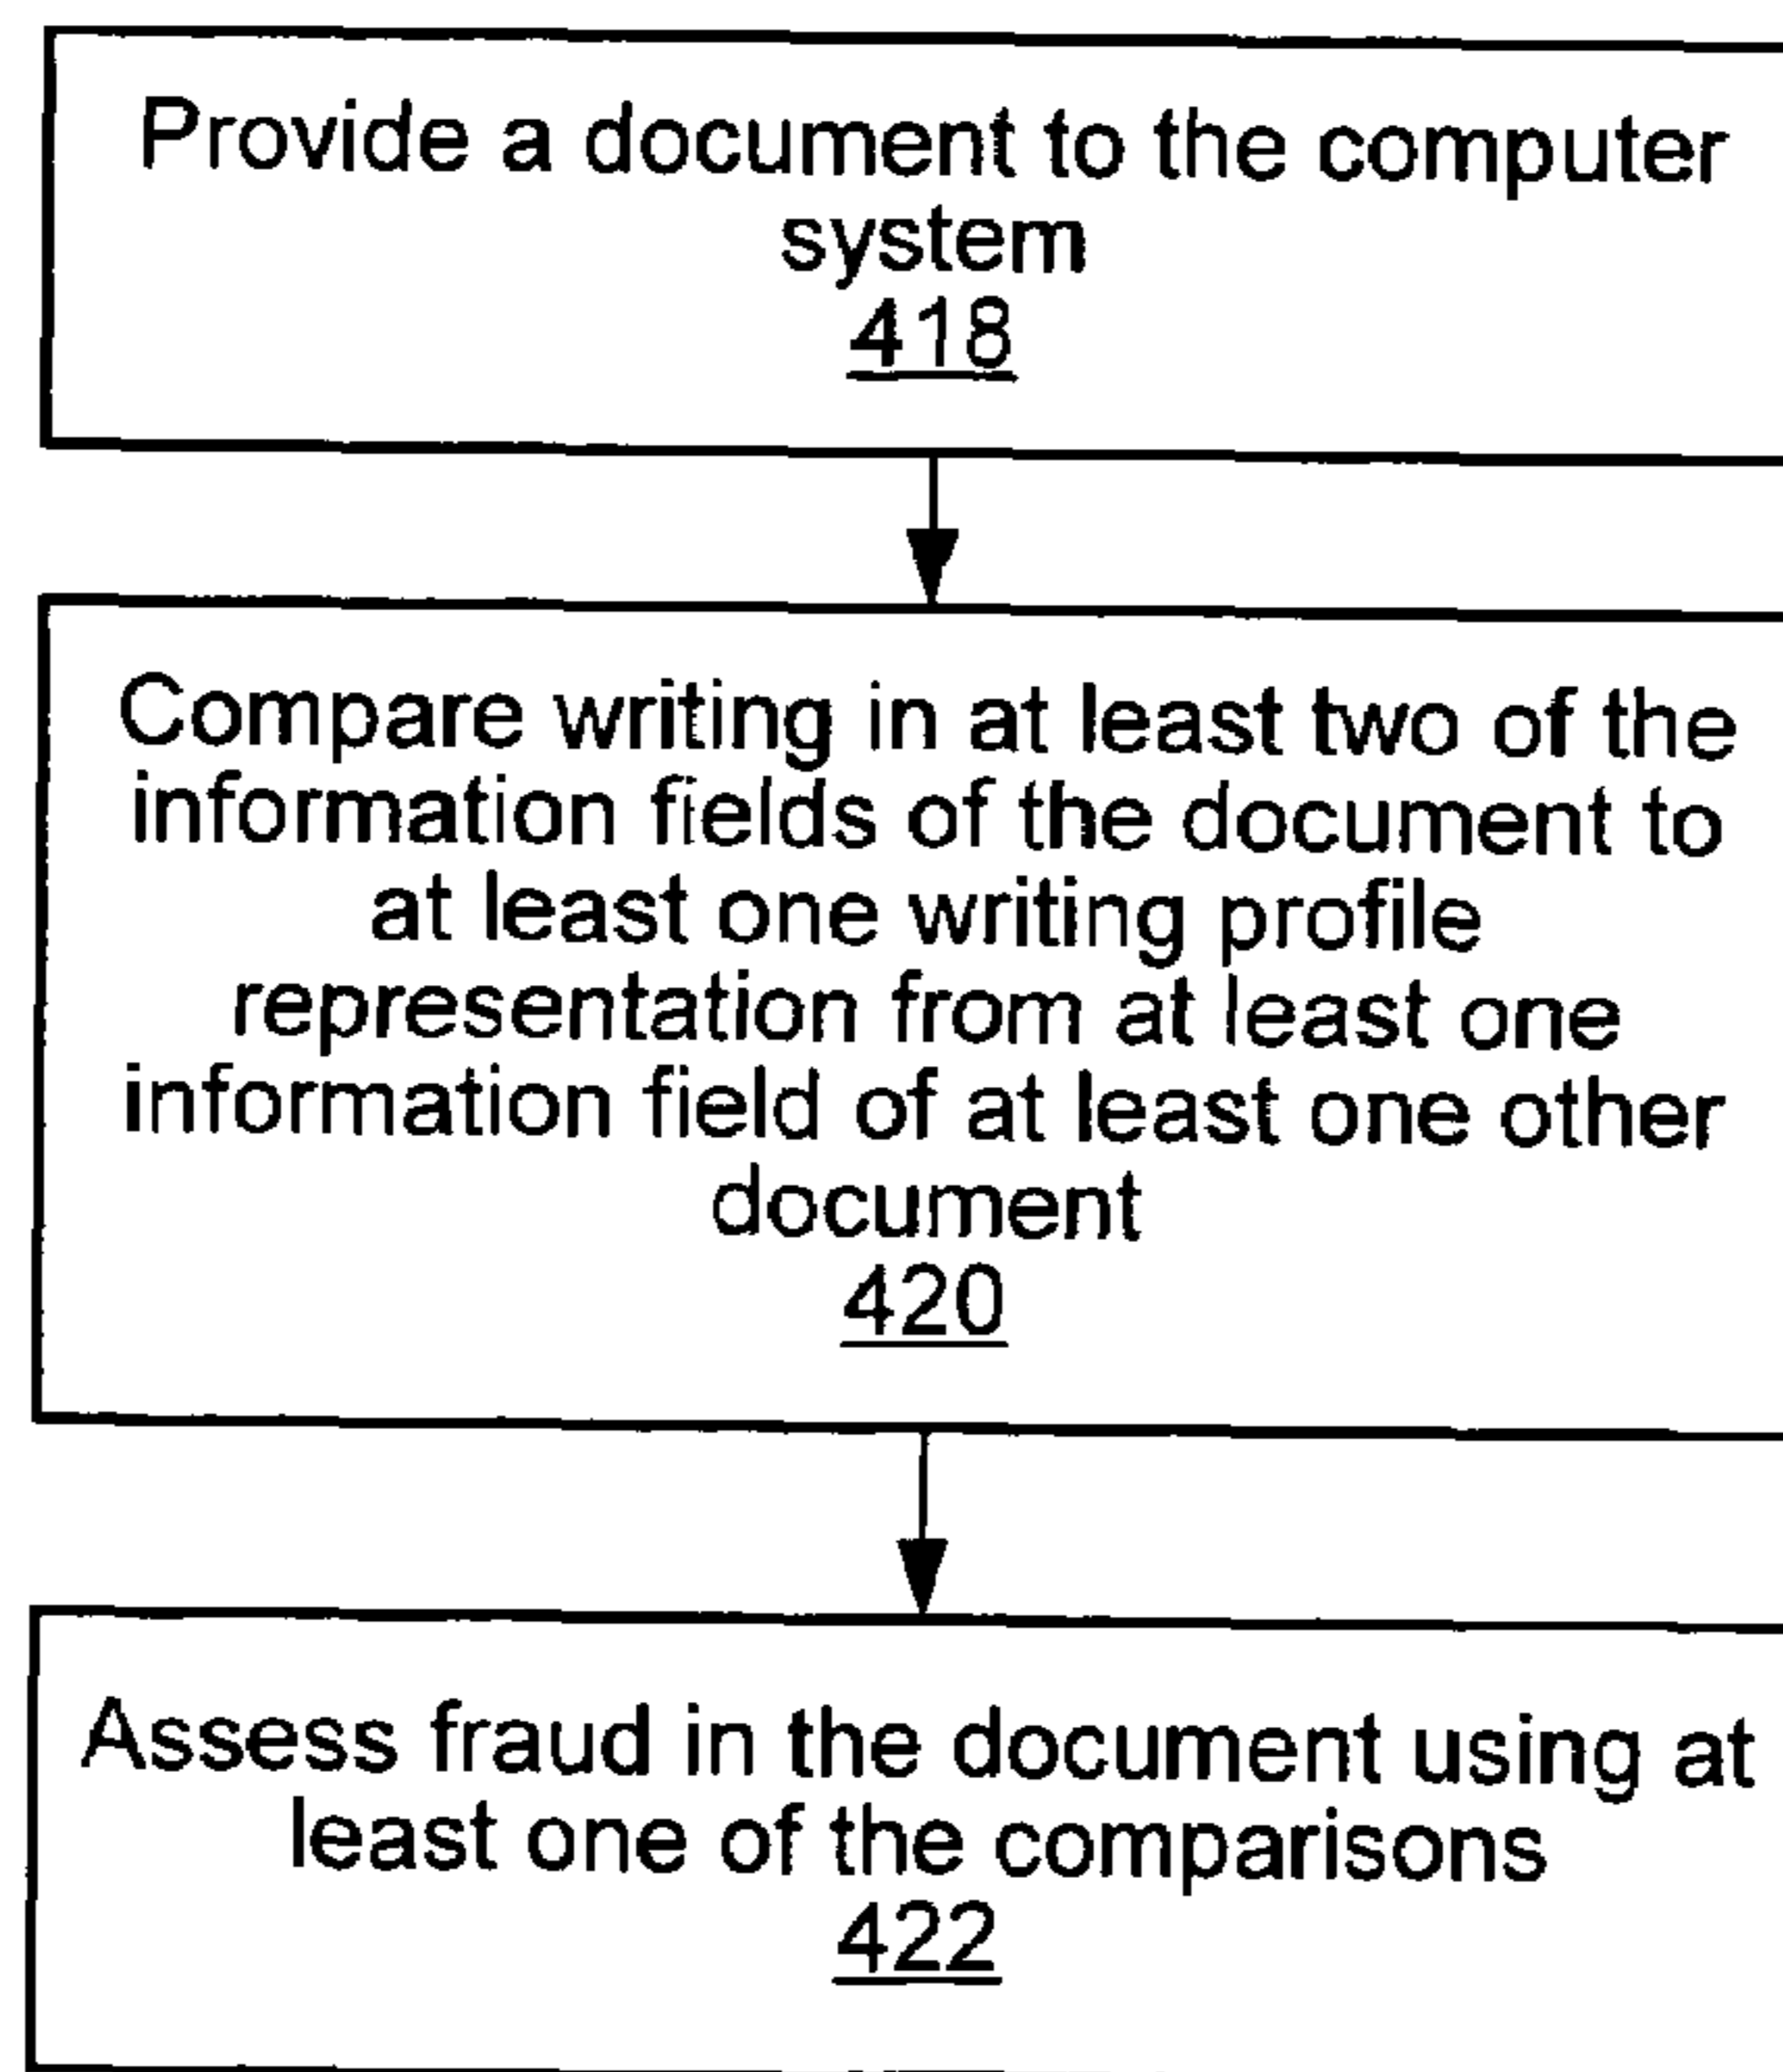 Provide a document to the computer
system
418
Compare writing in at least two of the
information fields of the document to
at least one writing profile
representation from at least one
information field of at least one other
document
420
Assess fraud in the document using at
least one of the comparisons
422